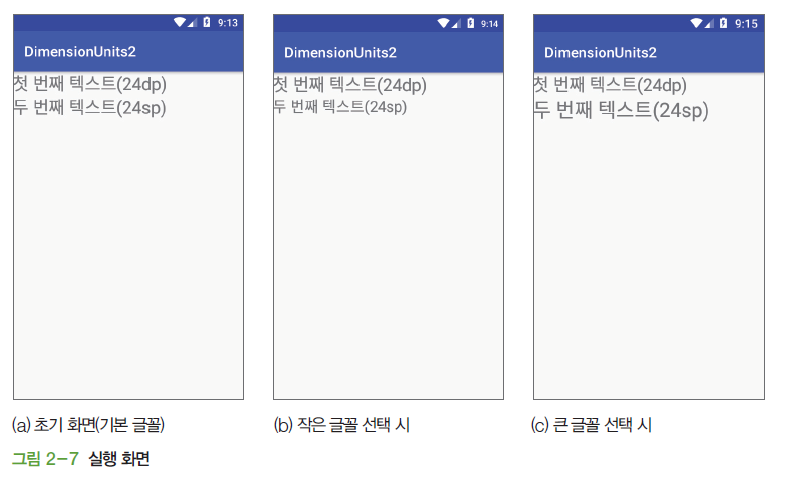 9:13
DimensionUnits2
첫 번째 텍스트(24dp)
두 번째 텍스트(24sp)
9:14
DimensionUnits2
첫 번째 텍스트(24dp)
두 번째 텍스트(24sp)
9:15
DimensionUnits2
첫 번째 텍스트(24dp)
두 번째 텍스트(24sp)
(a) 초기 화면(기본 글꼴)
(b) 작은 글꼴 선택 시
(c) 큰 글꼴 선택 시
그림 2-7 실행 화면